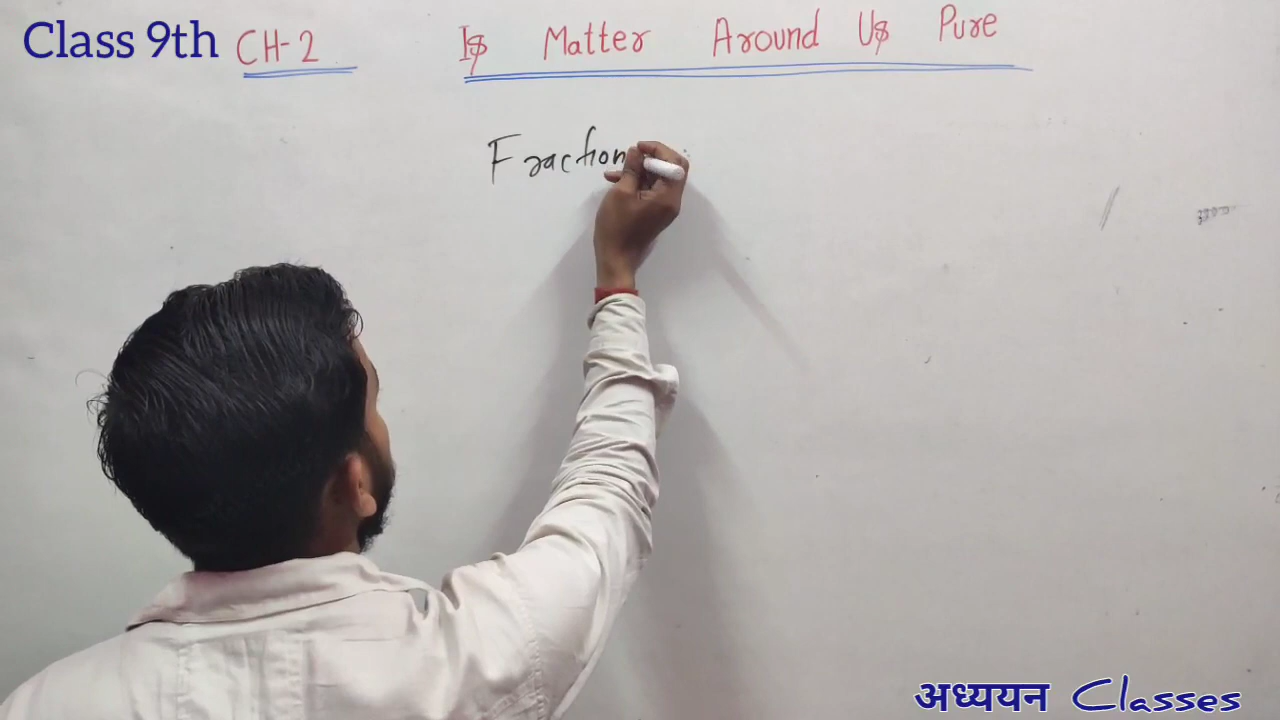 Class 9th CH-2 Is Matter Around Us Pure
Fraction
अध्ययन Classes